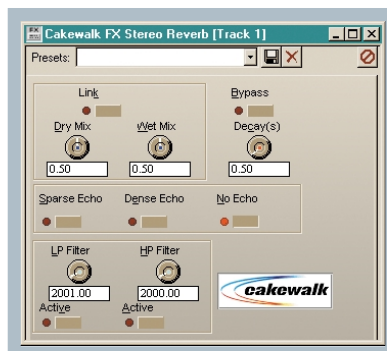 Cakewalk FX Stereo Reverb [Track 1]
Presets:
Link
Bypass
Dry Mix
Wet Mix
Decay(s)
0.50
0.50
0.50
Sparse Echo
Dense Echo
No Echo
LP Filter
HP Filter
2001.00
2000.00
Active
Active
cakewalk